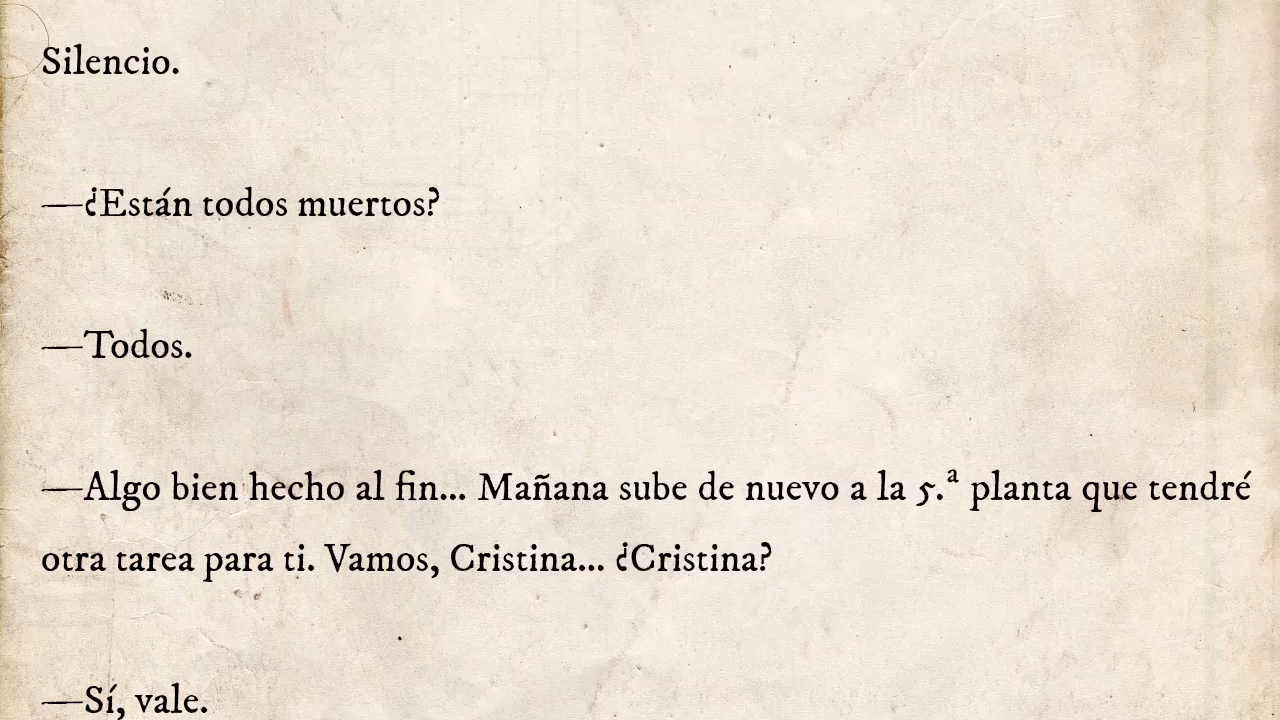 Silencio.
—¿Están todos muertos?
—Todos.
—Algo bien hecho al fin... Mañana sube de nuevo a la 5.ª planta que tendré
otra tarea para ti. Vamos, Cristina... ¿Cristina?
—Sí, vale.